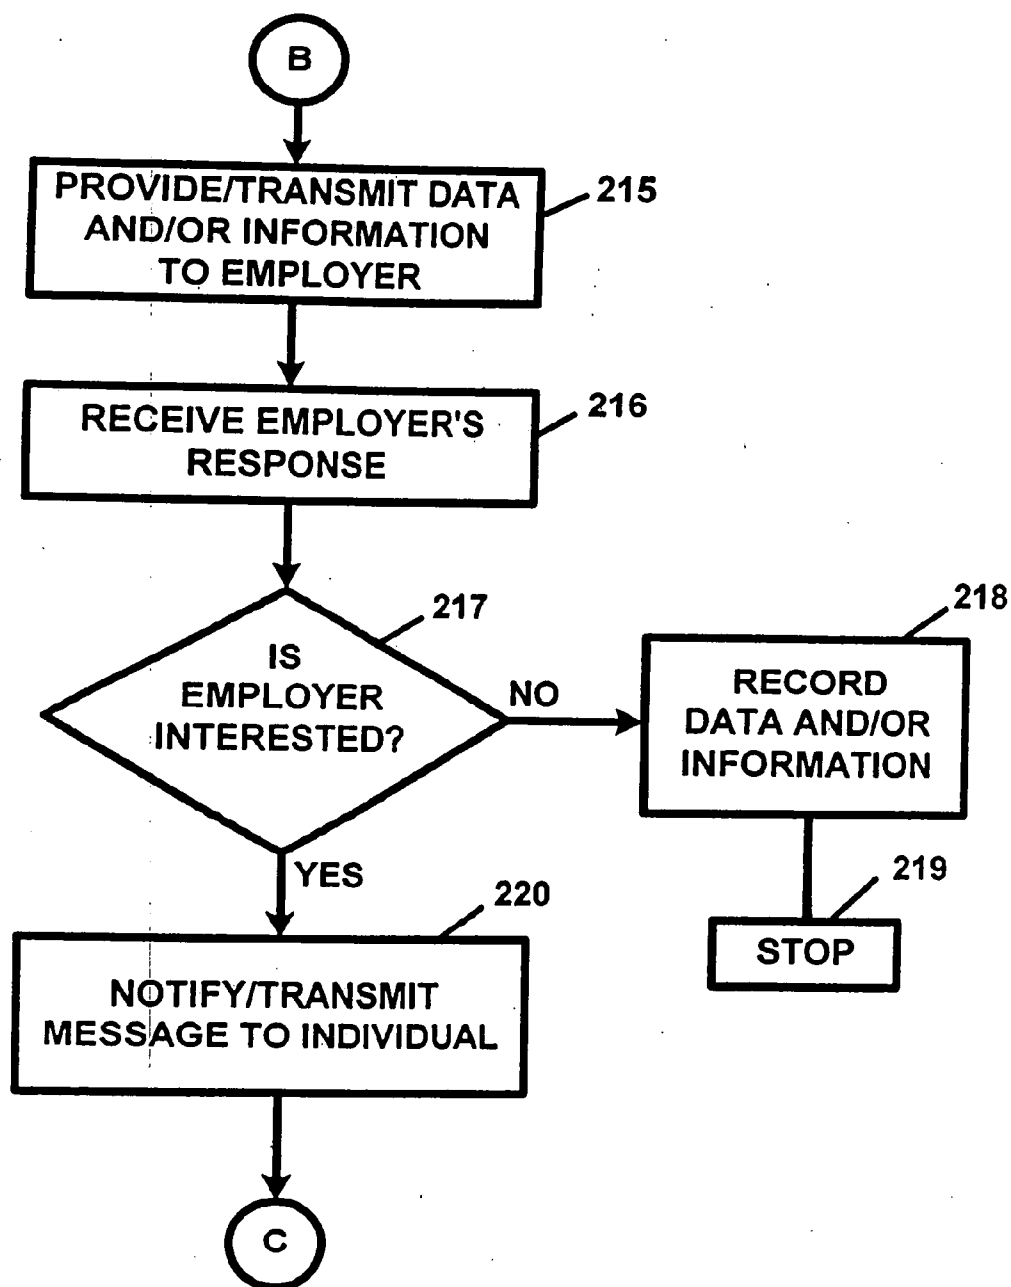 B
PROVIDE/TRANSMIT DATA
AND/OR INFORMATION
TO EMPLOYER
215
RECEIVE EMPLOYER'S
RESPONSE
216
IS
EMPLOYER
INTERESTED?
217
NO
218
RECORD
DATA AND/OR
INFORMATION
219
STOP
YES
220
NOTIFY/TRANSMIT
MESSAGE TO INDIVIDUAL
C